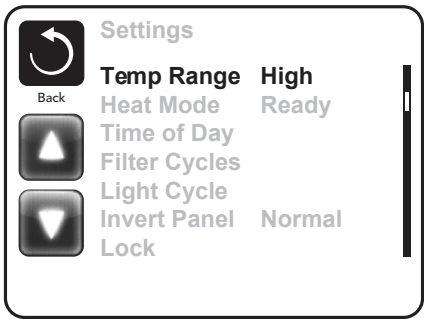 Settings
Back
Temp Range High
Heat Mode Ready
Time of Day
Filter Cycles
Light Cycle
Invert Panel Normal
Lock